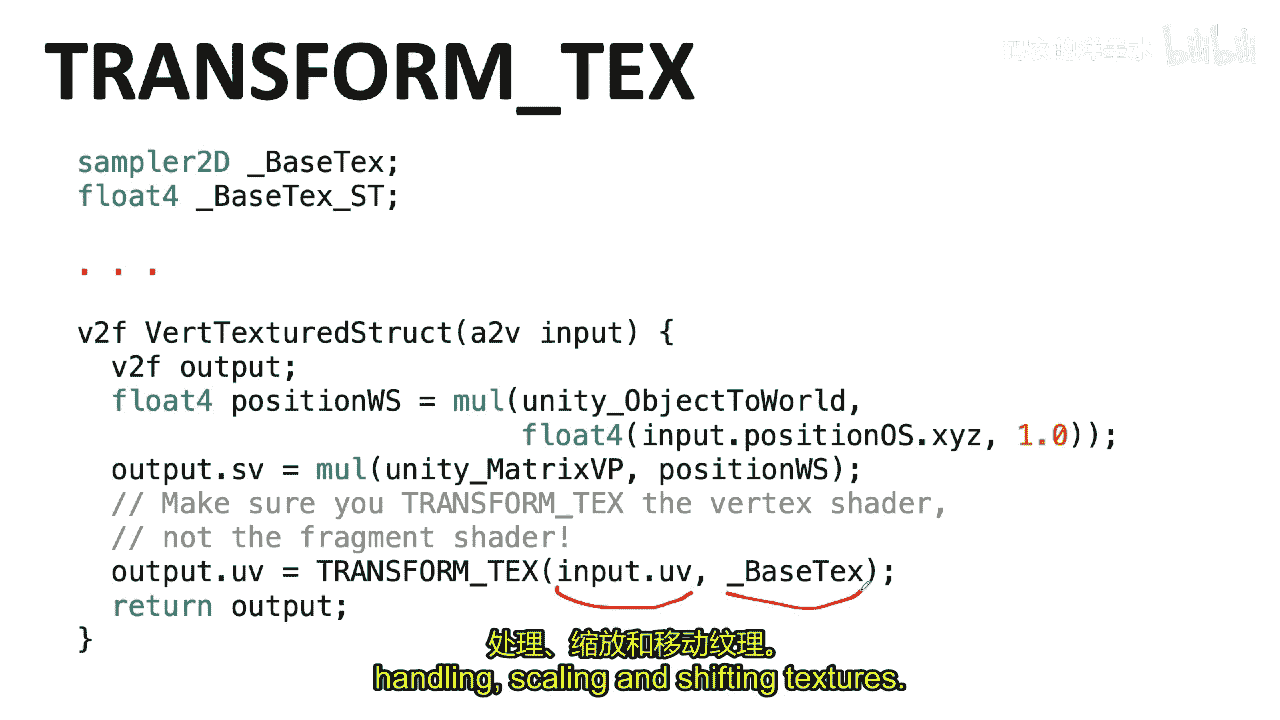 TRANSFORM_TEX
bilibili
sampler2D _BaseTex;
float4 _BaseTex_ST;
. . .
v2f VertTexturedStruct(a2v input) {
  v2f output;
  float4 positionWS = mul(unity_ObjectToWorld,
                          float4(input.positionOS.xyz, 1.0));
  output.sv = mul(unity_MatrixVP, positionWS);
  // Make sure you TRANSFORM_TEX the vertex shader,
  // not the fragment shader!
  output.uv = TRANSFORM_TEX(input.uv, _BaseTex);
  return output;
}
处理、缩放和移动纹理。
handling, scaling and shifting textures.